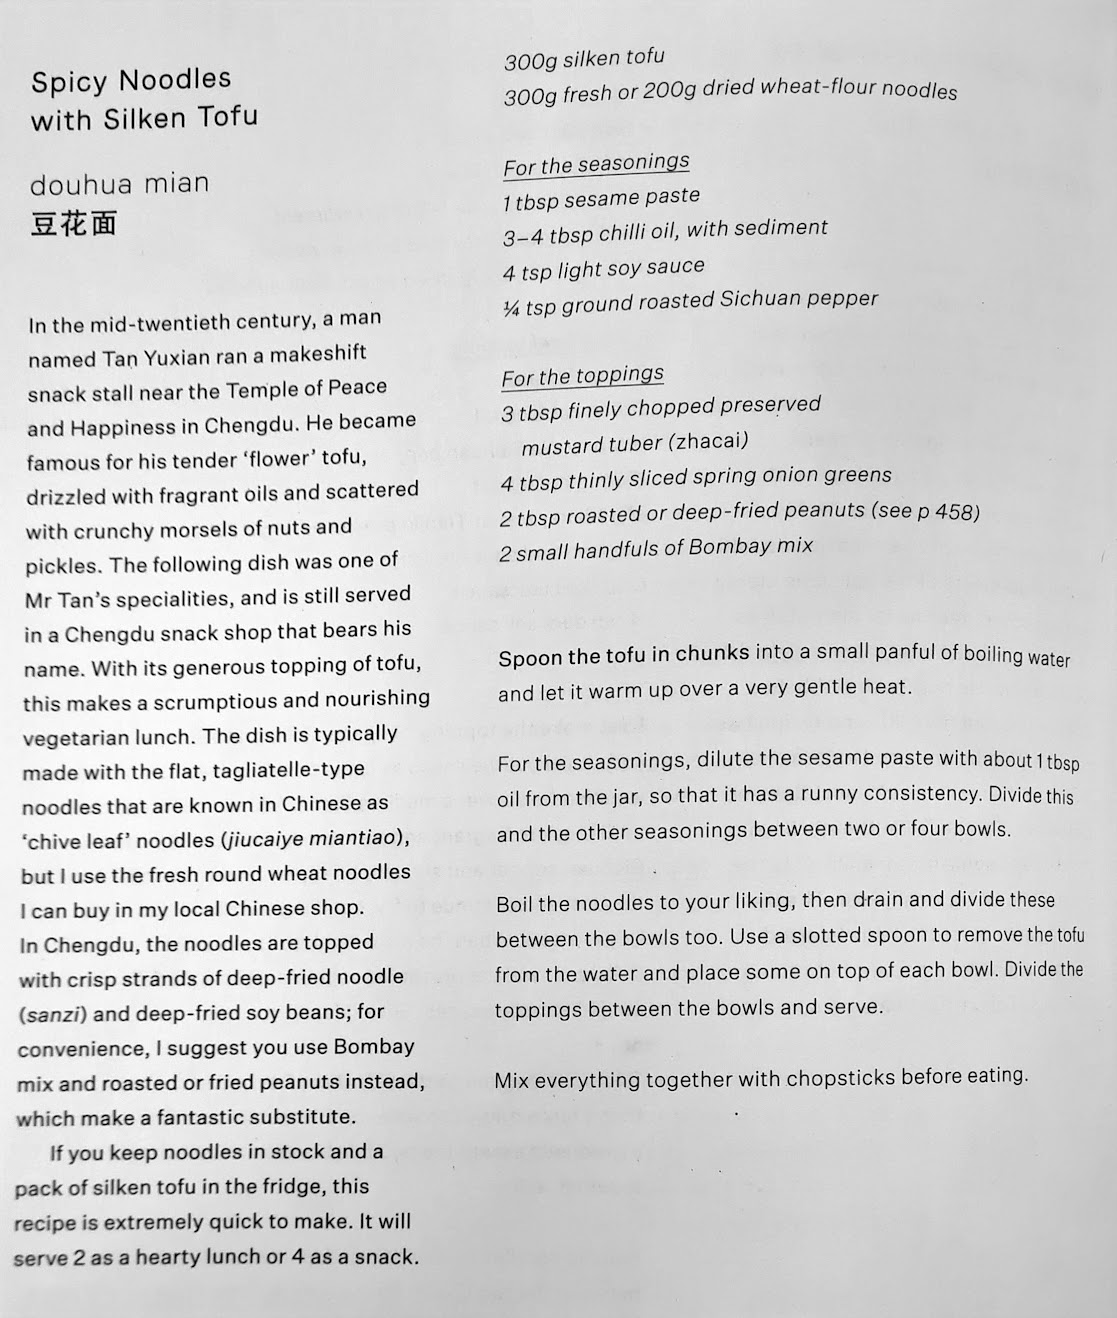 Spicy Noodles
with Silken Tofu
douhua mian
豆花面
In the mid-twentieth century, a man
named Tan Yuxian ran a makeshift
snack stall near the Temple of Peace
and Happiness in Chengdu. He became
famous for his tender ‘flower’ tofu,
drizzled with fragrant oils and scattered
with crunchy morsels of nuts and
pickles. The following dish was one of
Mr Tan’s specialities, and is still served
in a Chengdu snack shop that bears his
name. With its generous topping of tofu,
this makes a scrumptious and nourishing
vegetarian lunch. The dish is typically
made with the flat, tagliatelle-type
noodles that are known in Chinese as
‘chive leaf’ noodles (jiucaiye miantiao),
but I use the fresh round wheat noodles
I can buy in my local Chinese shop.
In Chengdu, the noodles are topped
with crisp strands of deep-fried noodle
(sanzi) and deep-fried soy beans; for
convenience, I suggest you use Bombay
mix and roasted or fried peanuts instead,
which make a fantastic substitute.
If you keep noodles in stock and a
pack of silken tofu in the fridge, this
recipe is extremely quick to make. It will
serve 2 as a hearty lunch or 4 as a snack.
300g silken tofu
300g fresh or 200g dried wheat-flour noodles
For the seasonings
1 tbsp sesame paste
3–4 tbsp chilli oil, with sediment
4 tsp light soy sauce
¼ tsp ground roasted Sichuan pepper
For the toppings
3 tbsp finely chopped preserved
mustard tuber (zhacai)
4 tbsp thinly sliced spring onion greens
2 tbsp roasted or deep-fried peanuts (see p 458)
2 small handfuls of Bombay mix
Spoon the tofu in chunks into a small panful of boiling water
and let it warm up over a very gentle heat.
For the seasonings, dilute the sesame paste with about 1 tbsp
oil from the jar, so that it has a runny consistency. Divide this
and the other seasonings between two or four bowls.
Boil the noodles to your liking, then drain and divide these
between the bowls too. Use a slotted spoon to remove the tofu
from the water and place some on top of each bowl. Divide the
toppings between the bowls and serve.
Mix everything together with chopsticks before eating.